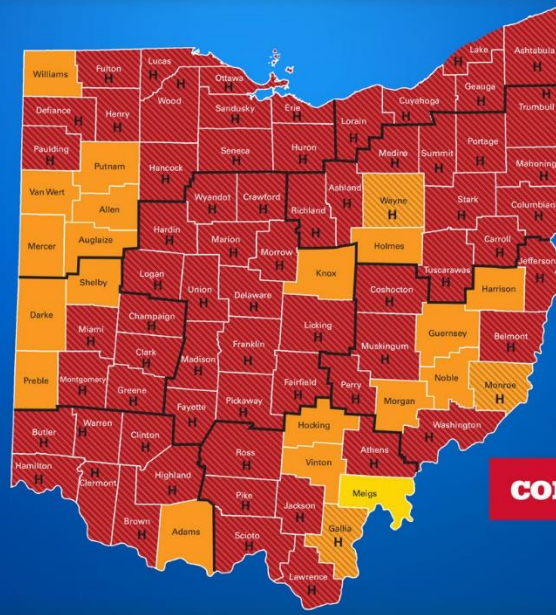 Williams
Fulton
H
Lucas
H
H
Wood
Ottawa
H
Sandusky
H
Erie
H
Lorain
H
Cuyahoga
H
Lake
H
Geauga
H
Ashtabula
H
Trumbull
Defiance
H
Henry
H
Paulding
H
Putnam
Hancock
H
Seneca
H
Huron
H
Medina
H
Summit
H
Portage
H
Mahoning
H
Van Wert
Allen
Wyandot
H
Crawford
H
Richland
H
Ashland
H
Wayne
H
Stark
H
Columbian
H
Mercer
Auglaize
Hardin
H
Marion
H
Morrow
H
Holmes
Carroll
H
Jefferson
H
Shelby
Logan
H
Union
H
Delaware
H
Knox
Coshocton
H
Tuscarawas
H
Harrison
Darke
Miami
H
Champaign
H
Clark
H
Madison
H
Franklin
H
Licking
H
Muskingum
H
Guernsey
Belmont
H
Preble
Montgomery
H
Greene
H
Fayette
H
Pickaway
H
Fairfield
H
Perry
H
Morgan
Noble
Monroe
H
Butler
H
Warren
H
Clinton
H
Ross
H
Hocking
Athens
H
Washington
H
Hamilton
H
Clermont
H
Highland
H
Pike
H
Vinton
Meigs
Brown
H
Adams
Scioto
H
Jackson
H
Gallia
H
Lawrence
H